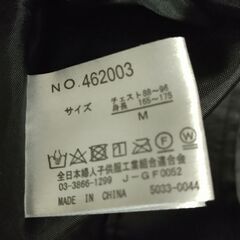 NO.462003
サイズ
チェスト88~96
身長 165~175
M
全日本婦人子供服工業組合連合会
03-3866-1299 J-GF0052
MADE IN CHINA 5033-0044